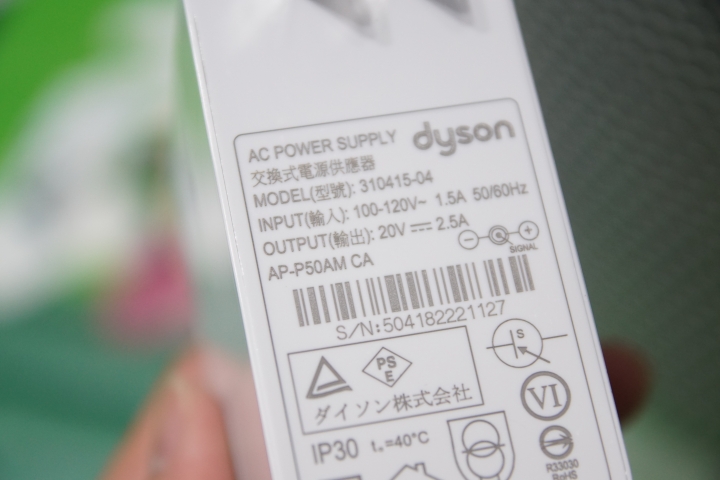 dyson
AC POWER SUPPLY
交換式電源供應器
MODEL(型號): 310415-04
INPUT(輸入): 100-120V~ 1.5A 50/60Hz
OUTPUT(輸出): 20V ⎓ 2.5A
SIGNAL
AP-P50AM CA
S/N:504182221127
S
PS
E
VI
ダイソン株式会社
IP30 tₐ=40°C
R33030
RoHS